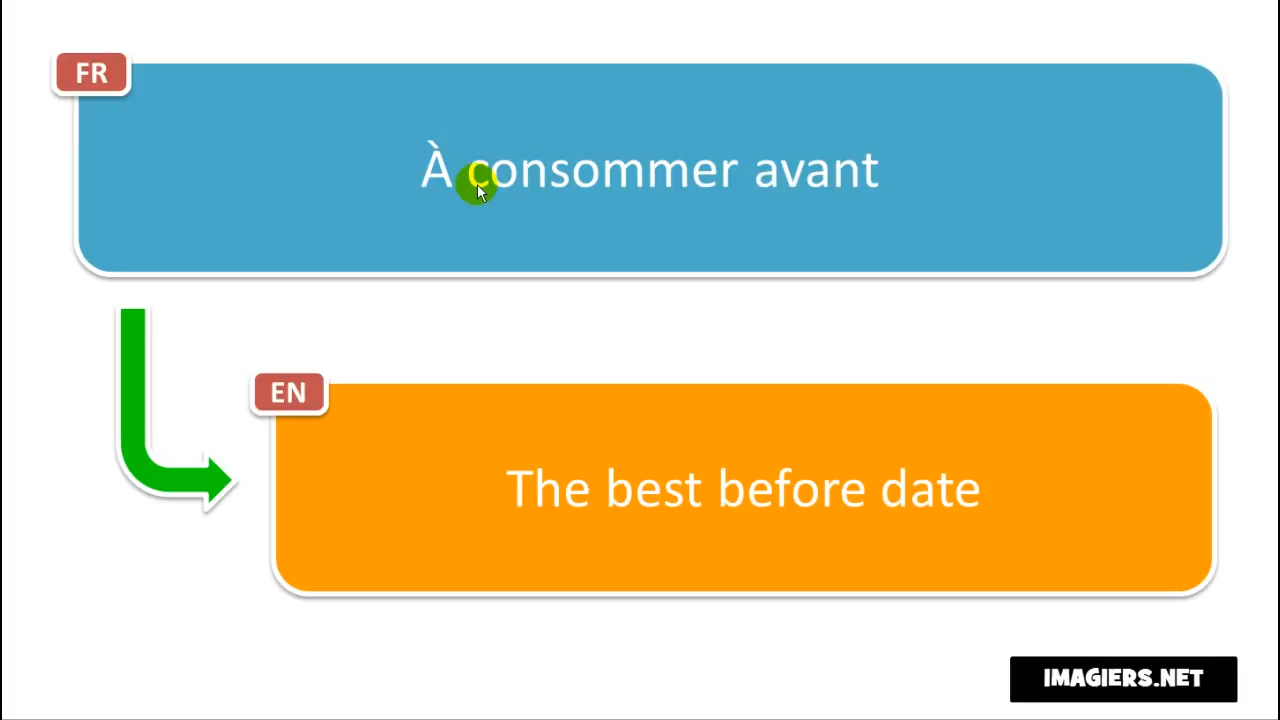 FR
À consommer avant
EN
The best before date
IMAGIERS.NET